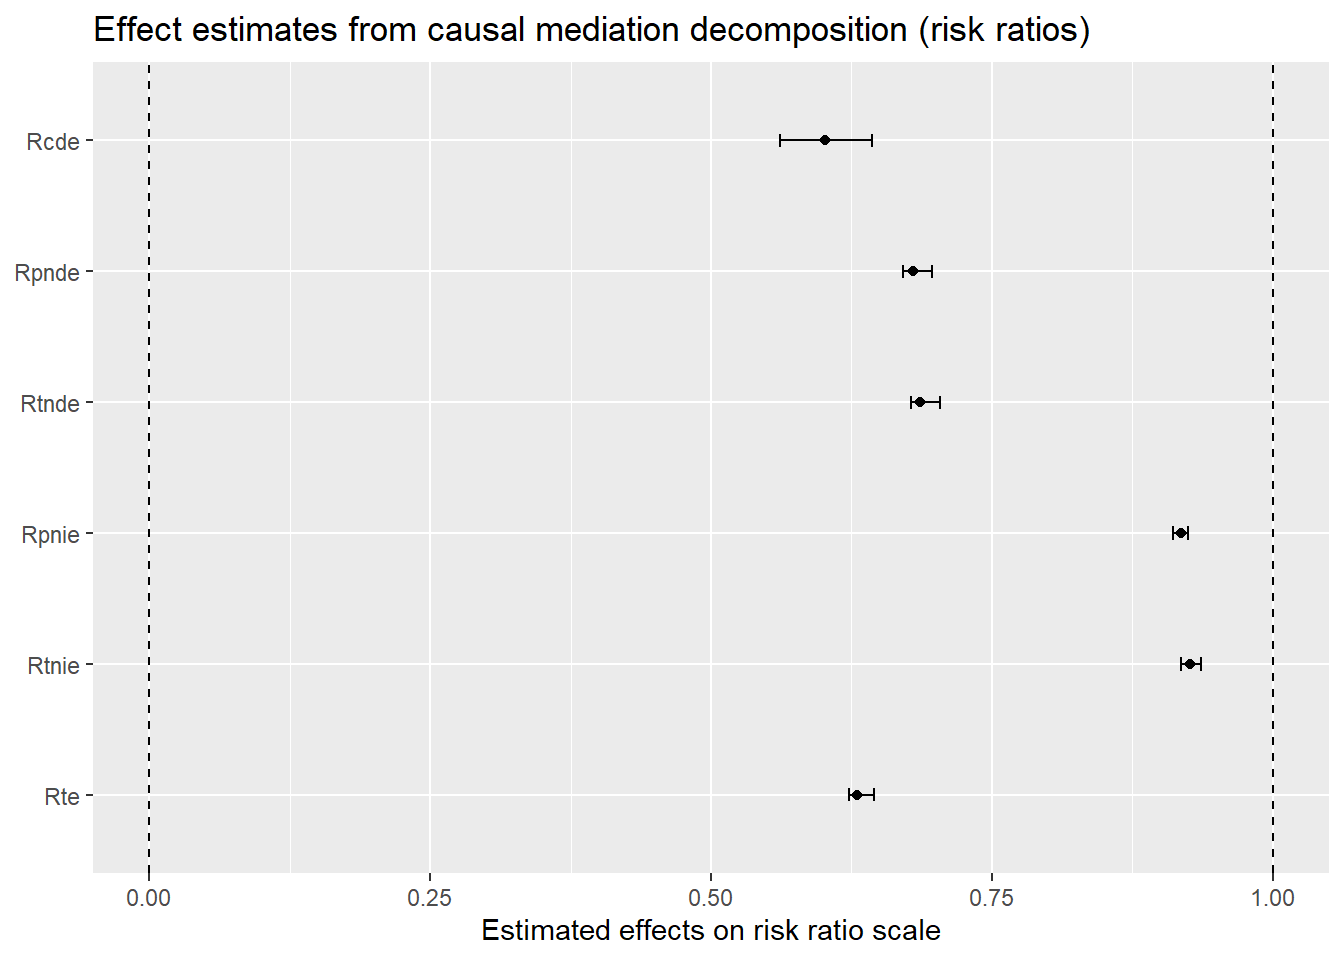 Effect estimates from causal mediation decomposition (risk ratios)
Rcde
Rpnde
Rtnde
Rpnie
Rtnie
Rte
0.00 0.25 0.50 0.75 1.00
Estimated effects on risk ratio scale